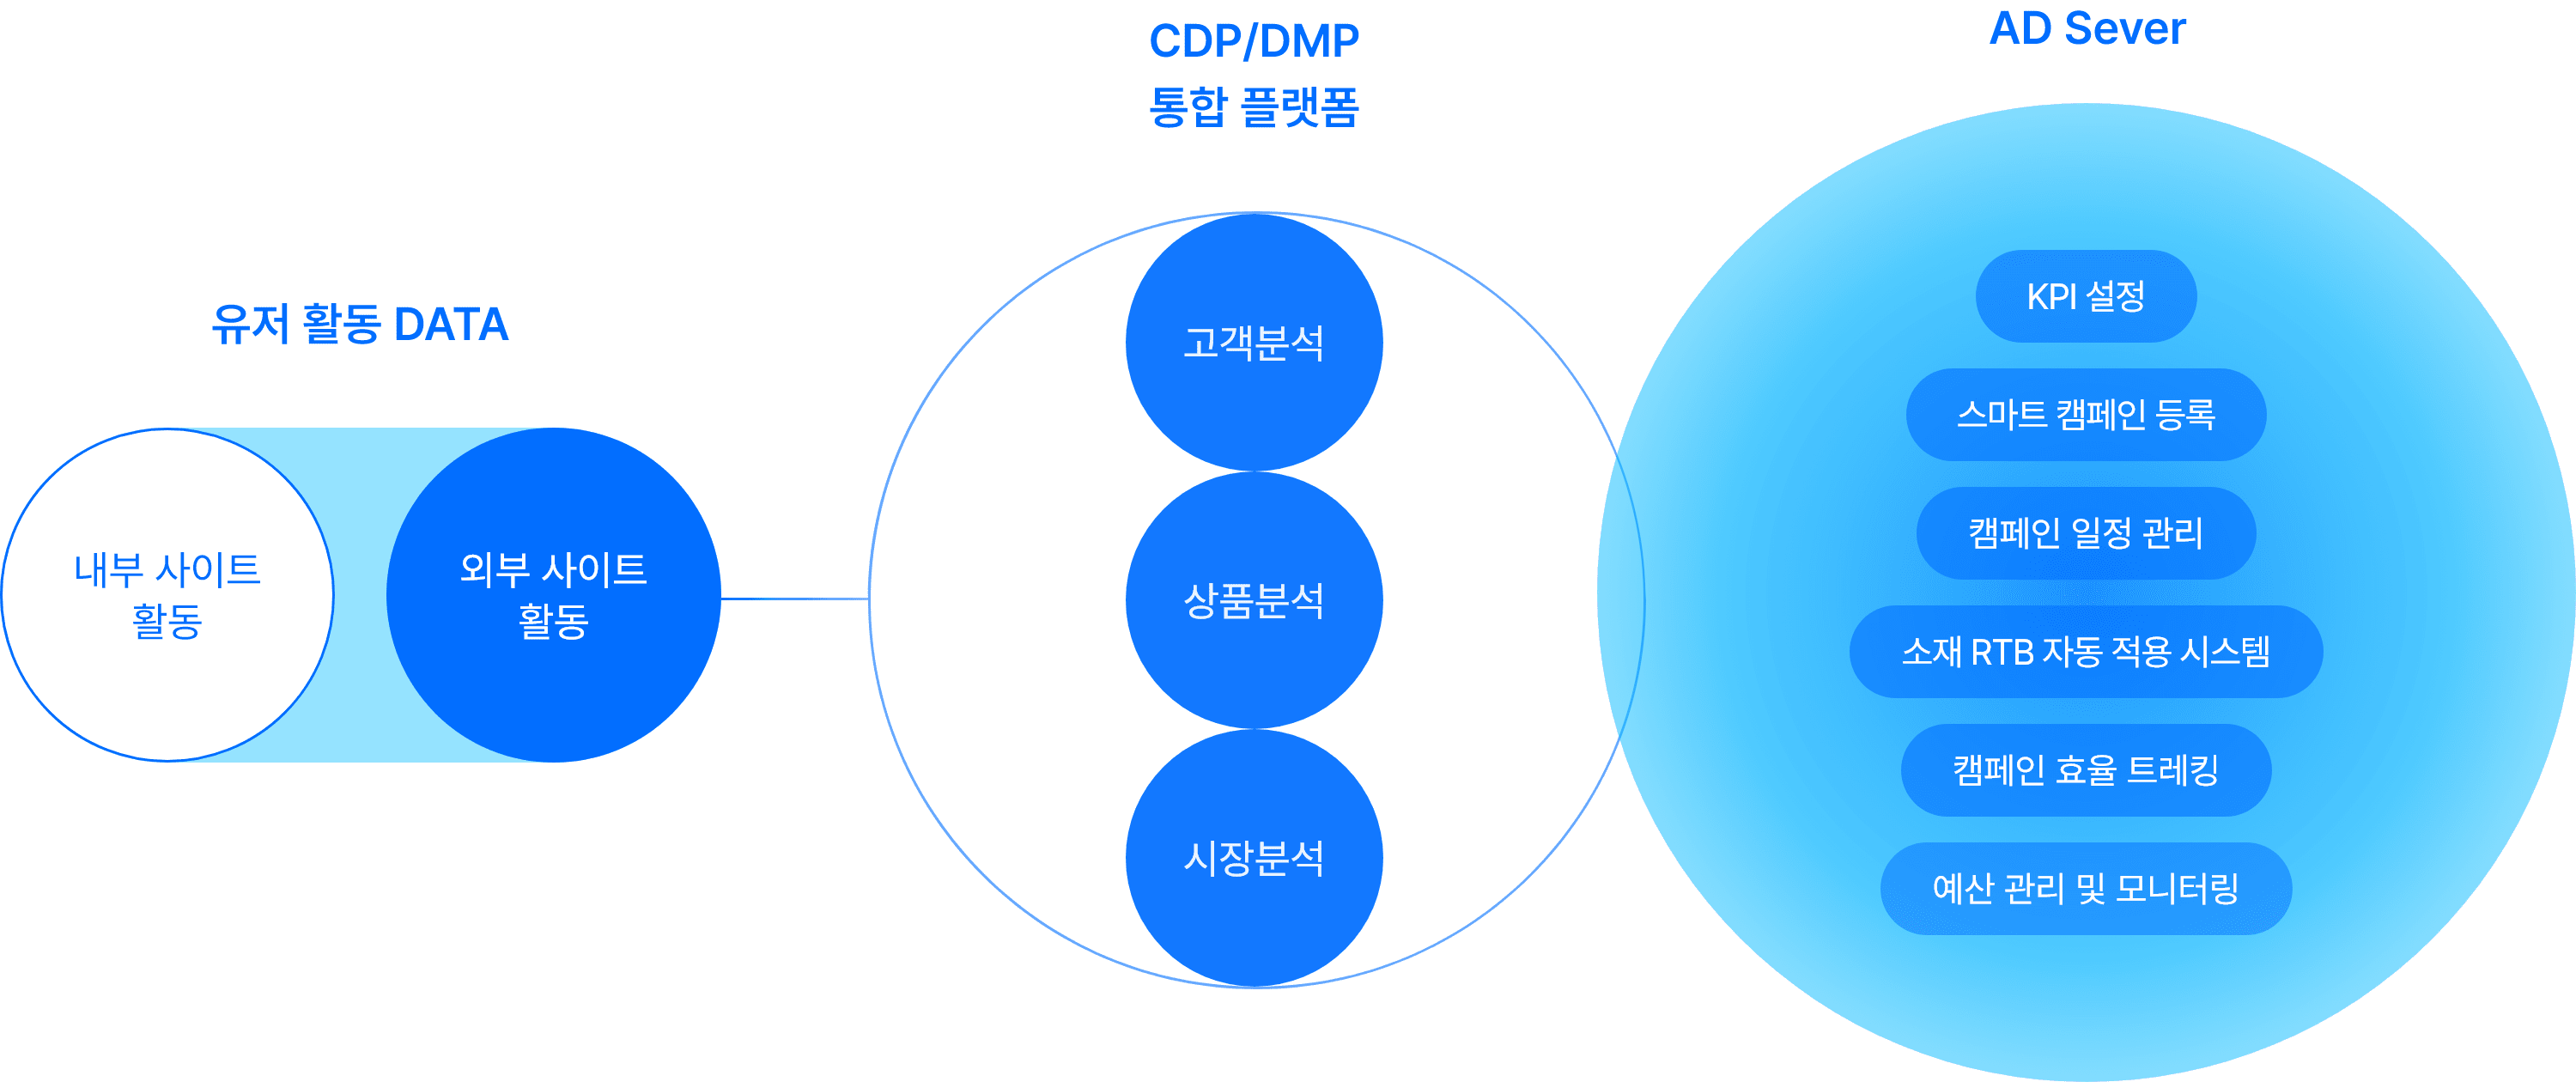 유저 활동 DATA
내부 사이트
활동
외부 사이트
활동
CDP/DMP
통합 플랫폼
고객분석
상품분석
시장분석
AD Sever
KPI 설정
스마트 캠페인 등록
캠페인 일정 관리
소재 RTB 자동 적용 시스템
캠페인 효율 트레킹
예산 관리 및 모니터링